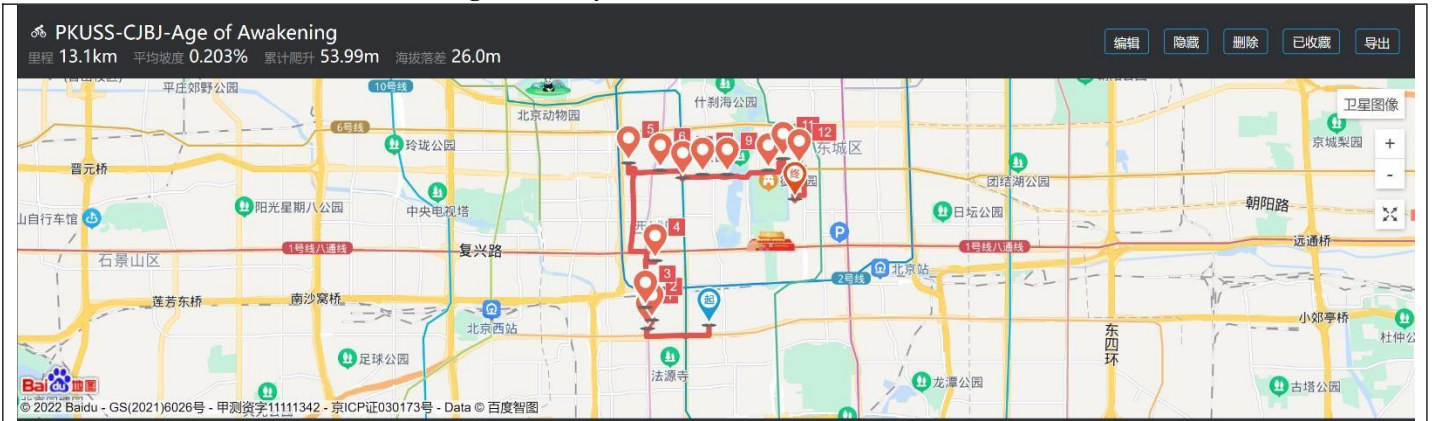 PKUSS-CJBJ-Age of Awakening
里程 13.1km 平均坡度 0.203% 累计爬升 53.99m 海拔落差 26.0m
编辑 隐藏 删除 已收藏 导出
平庄郊野公园
10号线
北京动物园
什刹海公园
卫星图像
6号线
玲珑公园
5
6
9
11
12
东城区
京城梨园
+
晋元桥
终
团结湖公园
-
阳光星期八公园
中央电视塔
日坛公园
朝阳路
山自行车馆
4
P
1号线八通线
复兴路
1号线八通线
远通桥
石景山区
3
2
北京站
2号线
莲芳东桥
南沙窝桥
起
北京西站
小郊亭桥
东四环
杜仲公
足球公园
法源寺
龙潭公园
古塔公园
Bai du 地图
© 2022 Baidu - GS(2021)6026号 - 甲测资字11111342 - 京ICP证030173号 - Data © 百度智图